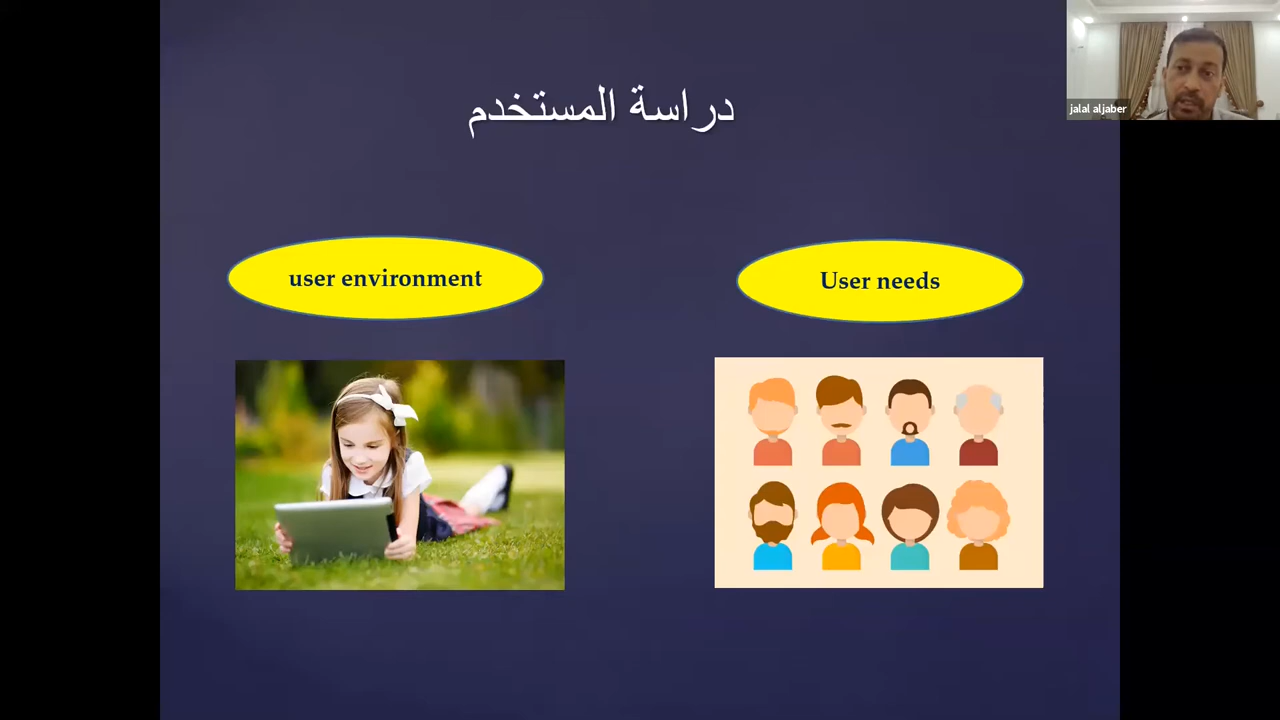 jalal aljaber
دراسة المستخدم
user environment
User needs